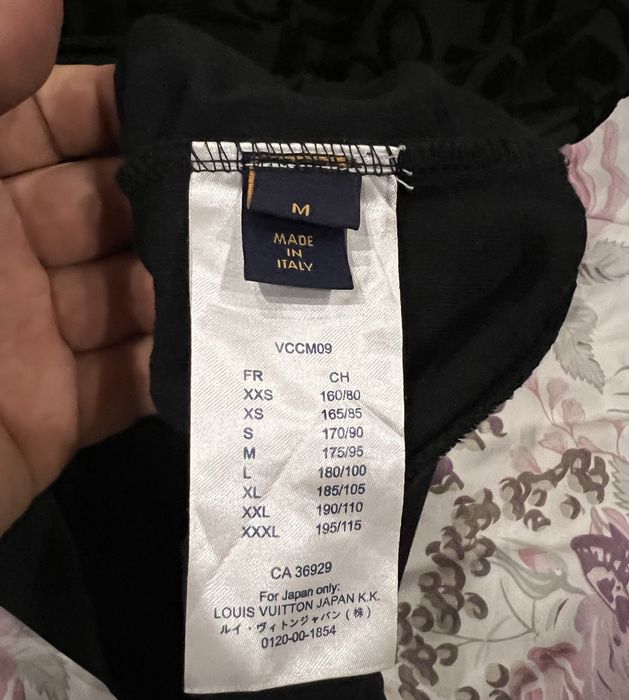 M
MADE
IN
ITALY
VCCM09
FR CH
XXS 160/80
XS 165/85
S 170/90
M 175/95
L 180/100
XL 185/105
XXL 190/110
XXXL 195/115
CA 36929
For Japan only:
LOUIS VUITTON JAPAN K.K.
ルイ・ヴィトンジャパン(株)
0120-00-1854